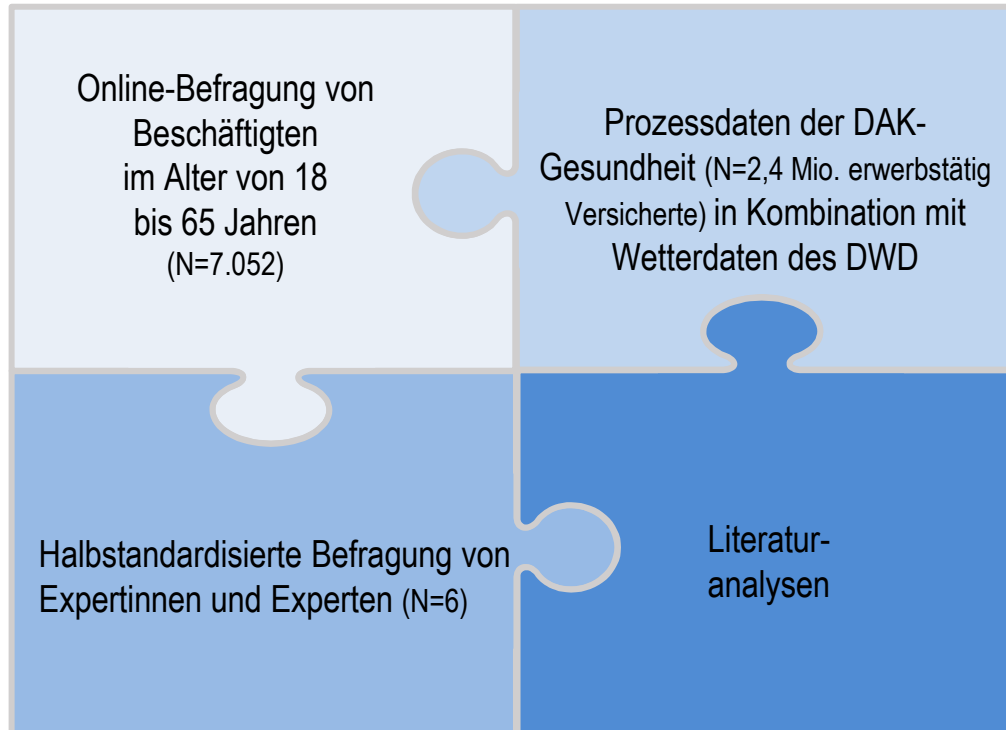 Online-Befragung von
Beschäftigten
im Alter von 18
bis 65 Jahren
(N=7.052)
Prozessdaten der DAK-
Gesundheit (N=2,4 Mio. erwerbstätig
Versicherte) in Kombination mit
Wetterdaten des DWD
Halbstandardisierte Befragung von
Expertinnen und Experten (N=6)
Literatur-
analysen